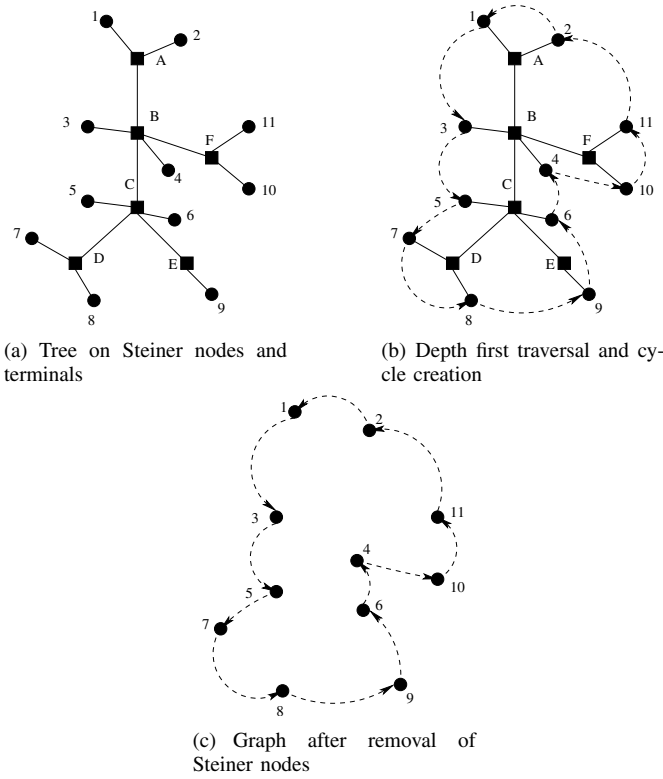 1
2
A
B
3
F
11
4
10
C
5
6
7
D
E
9
8
(a) Tree on Steiner nodes and
terminals
1
2
A
B
3
F
11
4
10
C
5
6
7
D
E
9
8
(b) Depth first traversal and cy-
cle creation
1
2
3
11
4
10
5
6
7
9
8
(c) Graph after removal of
Steiner nodes